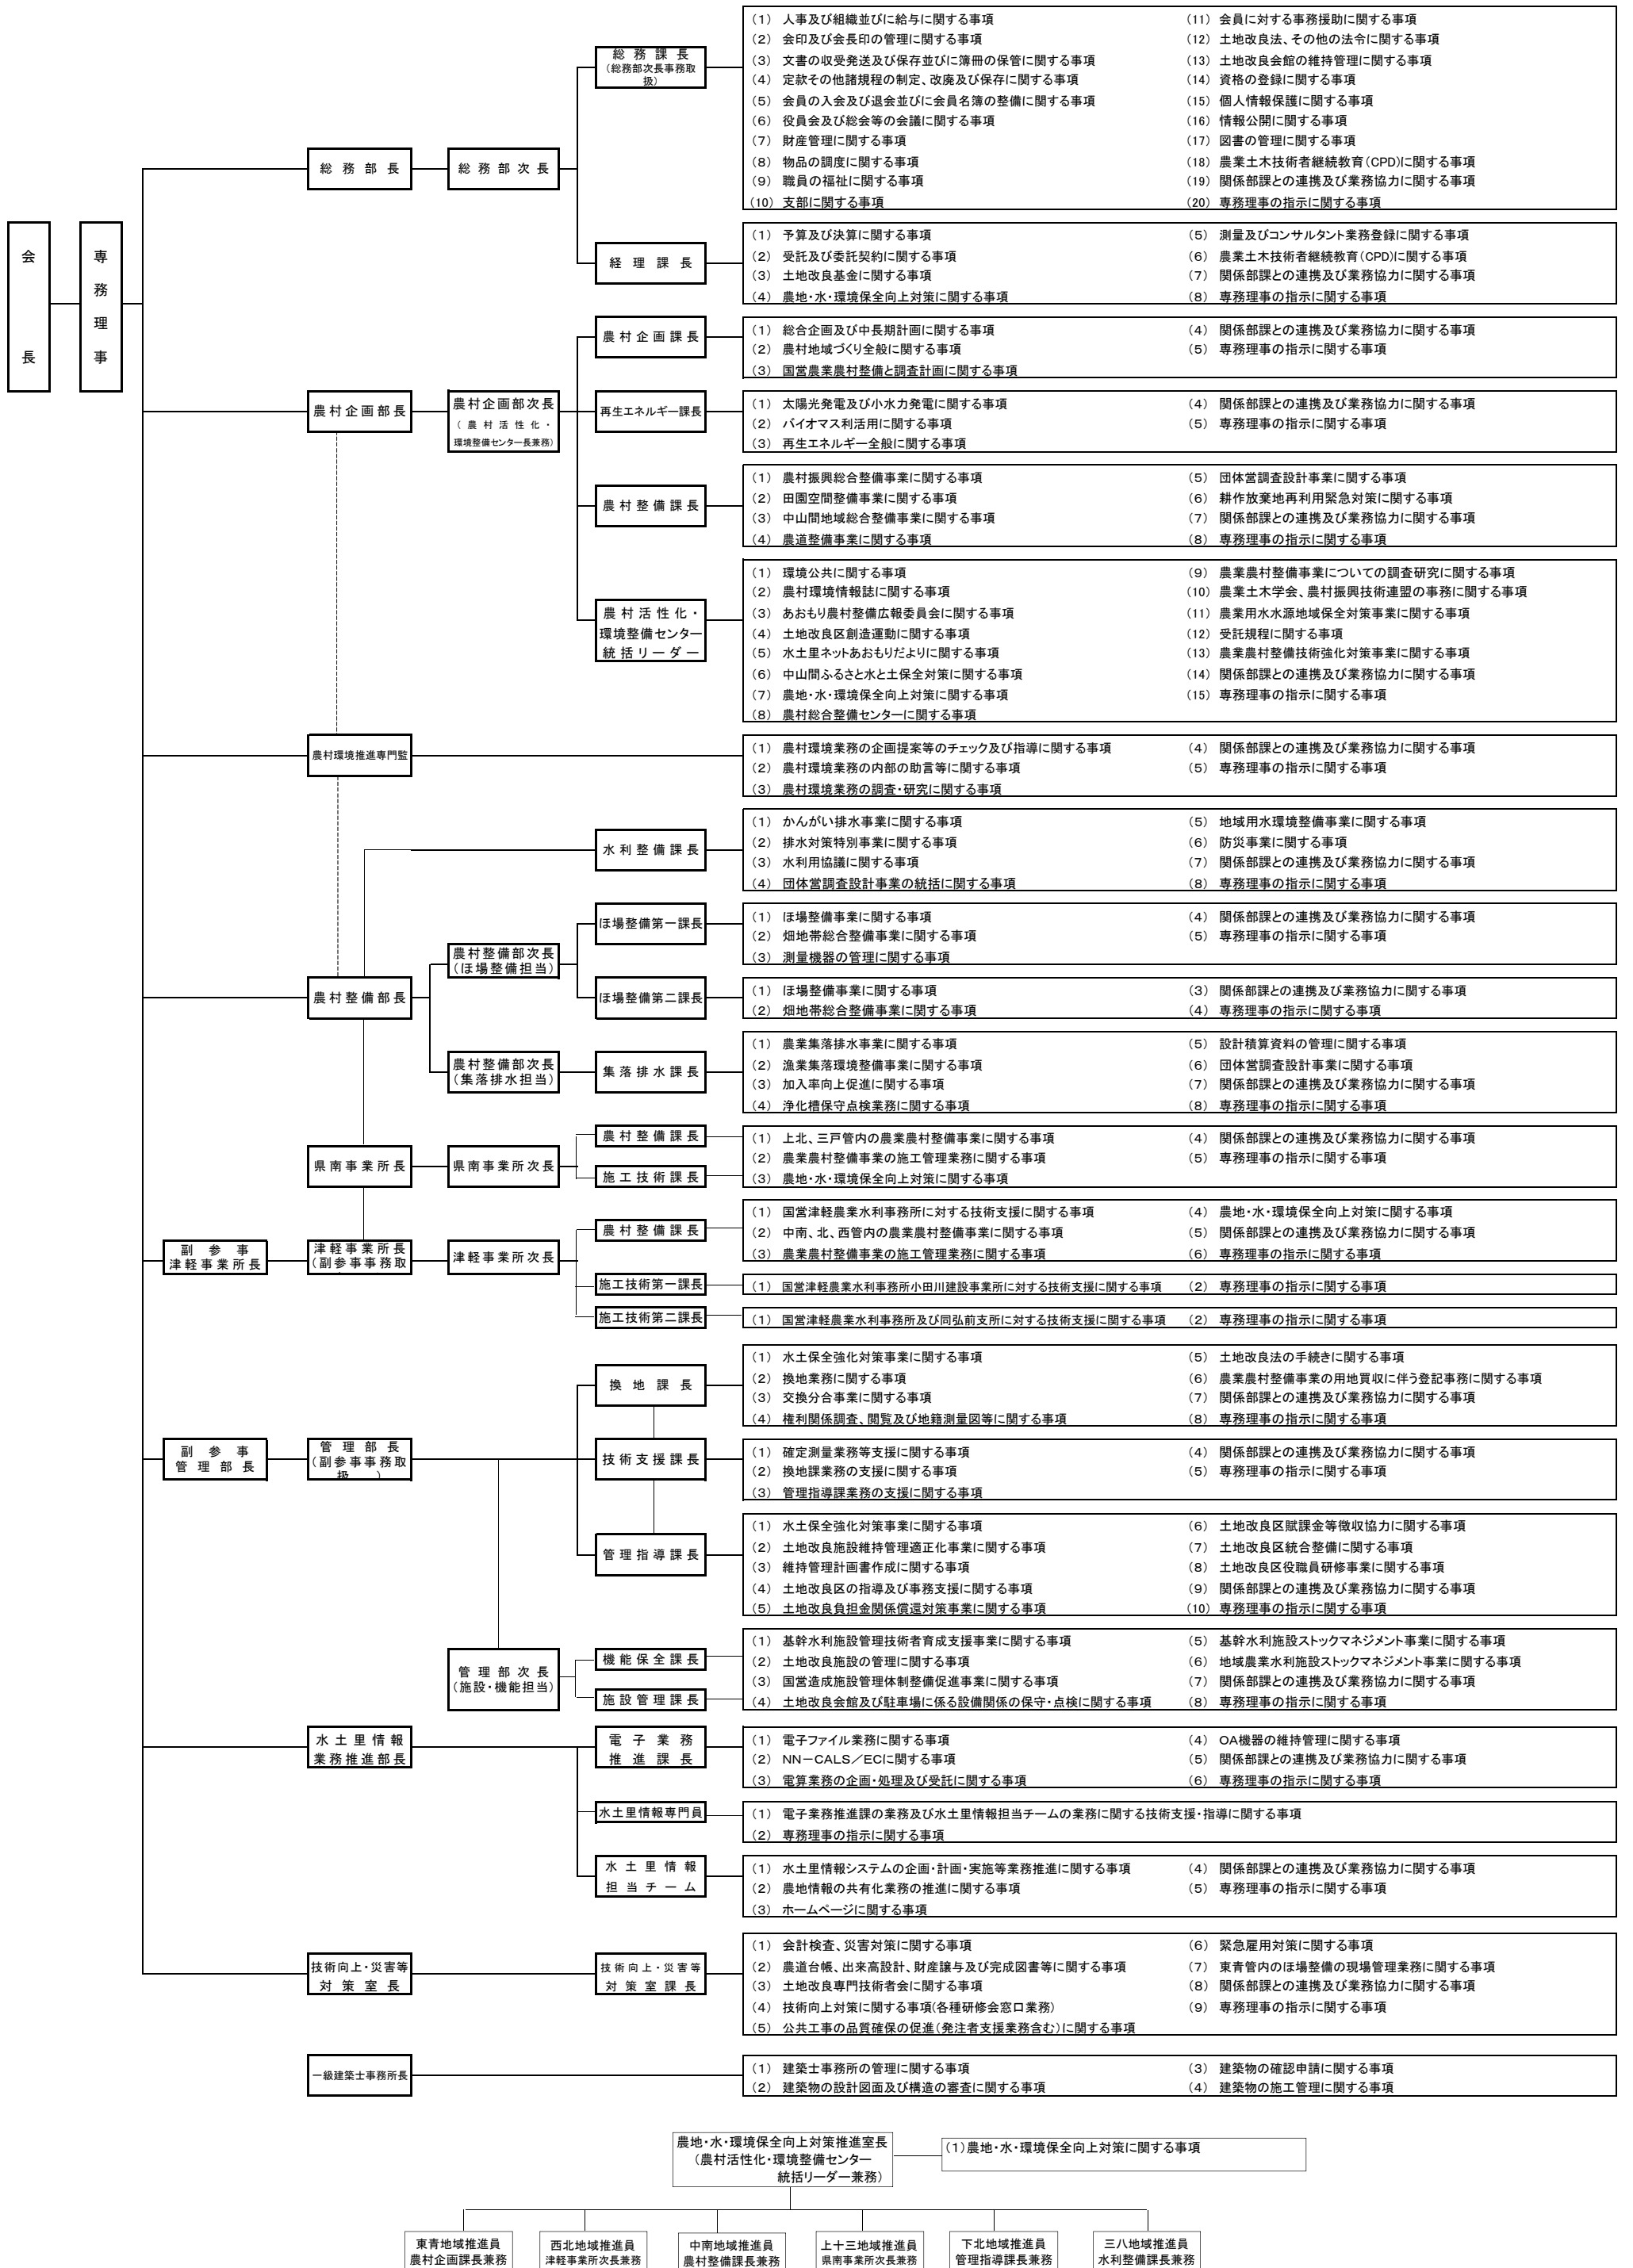 会長
専務理事
総務部長
総務部次長
総務課長
(総務部次長事務取
扱)
(1) 人事及び組織並びに給与に関する事項
(2) 会印及び会長印の管理に関する事項
(3) 文書の収受発送及び保存並びに簿冊の保管に関する事項
(4) 定款その他諸規程の制定、改廃及び保存に関する事項
(5) 会員の入会及び退会並びに会員名簿の整備に関する事項
(6) 役員会及び総会等の会議に関する事項
(7) 財産管理に関する事項
(8) 物品の調度に関する事項
(9) 職員の福祉に関する事項
(10) 支部に関する事項
(11) 会員に対する事務援助に関する事項
(12) 土地改良法、その他の法令に関する事項
(13) 土地改良会館の維持管理に関する事項
(14) 資格の登録に関する事項
(15) 個人情報保護に関する事項
(16) 情報公開に関する事項
(17) 図書の管理に関する事項
(18) 農業土木技術者継続教育(CPD)に関する事項
(19) 関係部課との連携及び業務協力に関する事項
(20) 専務理事の指示に関する事項
経理課長
(1) 予算及び決算に関する事項
(2) 受託及び委託契約に関する事項
(3) 土地改良基金に関する事項
(4) 農地・水・環境保全向上対策に関する事項
(5) 測量及びコンサルタント業務登録に関する事項
(6) 農業土木技術者継続教育(CPD)に関する事項
(7) 関係部課との連携及び業務協力に関する事項
(8) 専務理事の指示に関する事項
農村企画部長
農村企画部次長
(農村活性化・
環境整備センター長兼務)
農村企画課長
(1) 総合企画及び中長期計画に関する事項
(2) 農村地域づくり全般に関する事項
(3) 国営農業農村整備と調査計画に関する事項
(4) 関係部課との連携及び業務協力に関する事項
(5) 専務理事の指示に関する事項
再生エネルギー課長
(1) 太陽光発電及び小水力発電に関する事項
(2) バイオマス利活用に関する事項
(3) 再生エネルギー全般に関する事項
(4) 関係部課との連携及び業務協力に関する事項
(5) 専務理事の指示に関する事項
農村整備課長
(1) 農村振興総合整備事業に関する事項
(2) 田園空間整備事業に関する事項
(3) 中山間地域総合整備事業に関する事項
(4) 農道整備事業に関する事項
(5) 団体営調査設計事業に関する事項
(6) 耕作放棄地再利用緊急対策に関する事項
(7) 関係部課との連携及び業務協力に関する事項
(8) 専務理事の指示に関する事項
農村活性化・
環境整備センター
統括リーダー
(1) 環境公共に関する事項
(2) 農村環境情報誌に関する事項
(3) あおもり農村整備広報委員会に関する事項
(4) 土地改良区創造運動に関する事項
(5) 水土里ネットあおもりだよりに関する事項
(6) 中山間ふるさと水と土保全対策に関する事項
(7) 農地・水・環境保全向上対策に関する事項
(8) 農村総合整備センターに関する事項
(9) 農業農村整備事業についての調査研究に関する事項
(10) 農業土木学会、農村振興技術連盟の事務に関する事項
(11) 農業用水水源地域保全対策事業に関する事項
(12) 受託規程に関する事項
(13) 農業農村整備技術強化対策事業に関する事項
(14) 関係部課との連携及び業務協力に関する事項
(15) 専務理事の指示に関する事項
農村環境推進専門監
(1) 農村環境業務の企画提案等のチェック及び指導に関する事項
(2) 農村環境業務の内部の助言等に関する事項
(3) 農村環境業務の調査・研究に関する事項
(4) 関係部課との連携及び業務協力に関する事項
(5) 専務理事の指示に関する事項
水利整備課長
(1) かんがい排水事業に関する事項
(2) 排水対策特別事業に関する事項
(3) 水利用協議に関する事項
(4) 団体営調査設計事業の統括に関する事項
(5) 地域用水環境整備事業に関する事項
(6) 防災事業に関する事項
(7) 関係部課との連携及び業務協力に関する事項
(8) 専務理事の指示に関する事項
農村整備部長
農村整備部次長
(ほ場整備担当)
ほ場整備第一課長
(1) ほ場整備事業に関する事項
(2) 畑地帯総合整備事業に関する事項
(3) 測量機器の管理に関する事項
(4) 関係部課との連携及び業務協力に関する事項
(5) 専務理事の指示に関する事項
ほ場整備第二課長
(1) ほ場整備事業に関する事項
(2) 畑地帯総合整備事業に関する事項
(3) 関係部課との連携及び業務協力に関する事項
(4) 専務理事の指示に関する事項
農村整備部次長
(集落排水担当)
集落排水課長
(1) 農業集落排水事業に関する事項
(2) 漁業集落環境整備事業に関する事項
(3) 加入率向上促進に関する事項
(4) 浄化槽保守点検業務に関する事項
(5) 設計積算資料の管理に関する事項
(6) 団体営調査設計事業に関する事項
(7) 関係部課との連携及び業務協力に関する事項
(8) 専務理事の指示に関する事項
県南事業所長
県南事業所次長
農村整備課長
施工技術課長
(1) 上北、三戸管内の農業農村整備事業に関する事項
(2) 農業農村整備事業の施工管理業務に関する事項
(3) 農地・水・環境保全向上対策に関する事項
(4) 関係部課との連携及び業務協力に関する事項
(5) 専務理事の指示に関する事項
副参事
津軽事業所長
津軽事業所長
(副参事事務取
津軽事業所次長
農村整備課長
(1) 国営津軽農業水利事務所に対する技術支援に関する事項
(2) 中南、北、西管内の農業農村整備事業に関する事項
(3) 農業農村整備事業の施工管理業務に関する事項
(4) 農地・水・環境保全向上対策に関する事項
(5) 関係部課との連携及び業務協力に関する事項
(6) 専務理事の指示に関する事項
施工技術第一課長
(1) 国営津軽農業水利事務所小田川建設事業所に対する技術支援に関する事項
(2) 専務理事の指示に関する事項
施工技術第二課長
(1) 国営津軽農業水利事務所及び同弘前支所に対する技術支援に関する事項
(2) 専務理事の指示に関する事項
副参事
管理部長
管理部長
(副参事事務取
扱)
換地課長
(1) 水土保全強化対策事業に関する事項
(2) 換地業務に関する事項
(3) 交換分合事業に関する事項
(4) 権利関係調査、閲覧及び地籍測量図等に関する事項
(5) 土地改良法の手続きに関する事項
(6) 農業農村整備事業の用地買収に伴う登記事務に関する事項
(7) 関係部課との連携及び業務協力に関する事項
(8) 専務理事の指示に関する事項
技術支援課長
(1) 確定測量業務等支援に関する事項
(2) 換地課業務の支援に関する事項
(3) 管理指導課業務の支援に関する事項
(4) 関係部課との連携及び業務協力に関する事項
(5) 専務理事の指示に関する事項
管理指導課長
(1) 水土保全強化対策事業に関する事項
(2) 土地改良施設維持管理適正化事業に関する事項
(3) 維持管理計画書作成に関する事項
(4) 土地改良区の指導及び事務支援に関する事項
(5) 土地改良負担金関係償還対策事業に関する事項
(6) 土地改良区賦課金等徴収協力に関する事項
(7) 土地改良区統合整備に関する事項
(8) 土地改良区役職員研修事業に関する事項
(9) 関係部課との連携及び業務協力に関する事項
(10) 専務理事の指示に関する事項
管理部次長
(施設・機能担当)
機能保全課長
施設管理課長
(1) 基幹水利施設管理技術者育成支援事業に関する事項
(2) 土地改良施設の管理に関する事項
(3) 国営造成施設管理体制整備促進事業に関する事項
(4) 土地改良会館及び駐車場に係る設備関係の保守・点検に関する事項
(5) 基幹水利施設ストックマネジメント事業に関する事項
(6) 地域農業水利施設ストックマネジメント事業に関する事項
(7) 関係部課との連携及び業務協力に関する事項
(8) 専務理事の指示に関する事項
水土里情報
業務推進部長
電子業務
推進課長
(1) 電子ファイル業務に関する事項
(2) NN-CALS/ECに関する事項
(3) 電算業務の企画・処理及び受託に関する事項
(4) OA機器の維持管理に関する事項
(5) 関係部課との連携及び業務協力に関する事項
(6) 専務理事の指示に関する事項
水土里情報専門員
(1) 電子業務推進課の業務及び水土里情報担当チームの業務に関する技術支援・指導に関する事項
(2) 専務理事の指示に関する事項
水土里情報
担当チーム
(1) 水土里情報システムの企画・計画・実施等業務推進に関する事項
(2) 農地情報の共有化業務の推進に関する事項
(3) ホームページに関する事項
(4) 関係部課との連携及び業務協力に関する事項
(5) 専務理事の指示に関する事項
技術向上・災害等
対策室長
技術向上・災害等
対策室課長
(1) 会計検査、災害対策に関する事項
(2) 農道台帳、出来高設計、財産譲与及び完成図書等に関する事項
(3) 土地改良専門技術者会に関する事項
(4) 技術向上対策に関する事項(各種研修会窓口業務)
(5) 公共工事の品質確保の促進(発注者支援業務含む)に関する事項
(6) 緊急雇用対策に関する事項
(7) 東青管内のほ場整備の現場管理業務に関する事項
(8) 関係部課との連携及び業務協力に関する事項
(9) 専務理事の指示に関する事項
一級建築士事務所長
(1) 建築士事務所の管理に関する事項
(2) 建築物の設計図面及び構造の審査に関する事項
(3) 建築物の確認申請に関する事項
(4) 建築物の施工管理に関する事項
農地・水・環境保全向上対策推進室長
(農村活性化・環境整備センター
統括リーダー兼務)
(1)農地・水・環境保全向上対策に関する事項
東青地域推進員
農村企画課長兼務
西北地域推進員
津軽事業所次長兼務
中南地域推進員
農村整備課長兼務
上十三地域推進員
県南事業所次長兼務
下北地域推進員
管理指導課長兼務
三八地域推進員
水利整備課長兼務